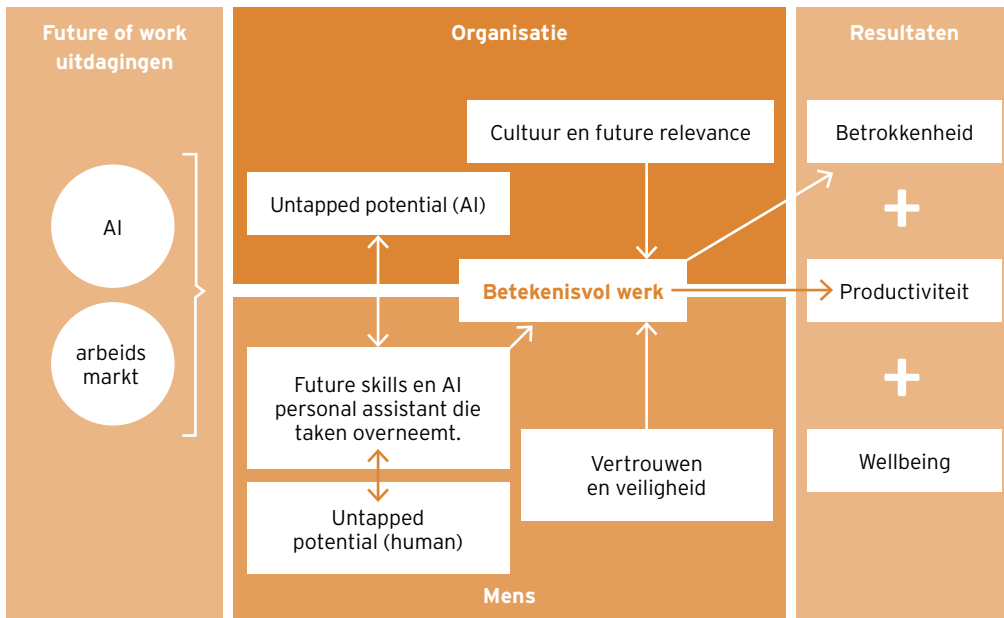 Future of work
uitdagingen
AI
arbeids
markt
Organisatie
Cultuur en future relevance
Untapped potential (AI)
Betekenisvol werk
Future skills en AI
personal assistant die
taken overneemt.
Vertrouwen
en veiligheid
Untapped
potential (human)
Mens
Resultaten
Betrokkenheid
+
Productiviteit
+
Wellbeing